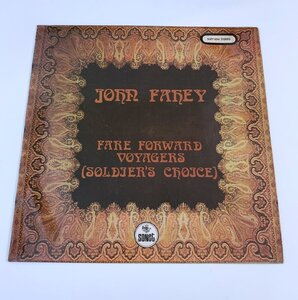 JOHN FAHEY
FARE FORWARD
VOYAGERS
(SOLDIER'S CHOICE)
SONET